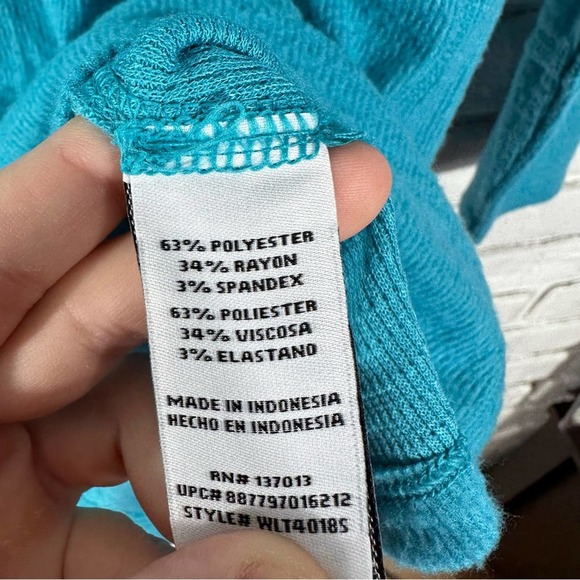 63% POLYESTER
34% RAYON
3% SPANDEX
63% POLIESTER
34% VISCOSA
3% ELASTANO
MADE IN INDONESIA
HECHO EN INDONESIA
RN# 137013
UPC# 887797016212
STYLE# WLT4018S